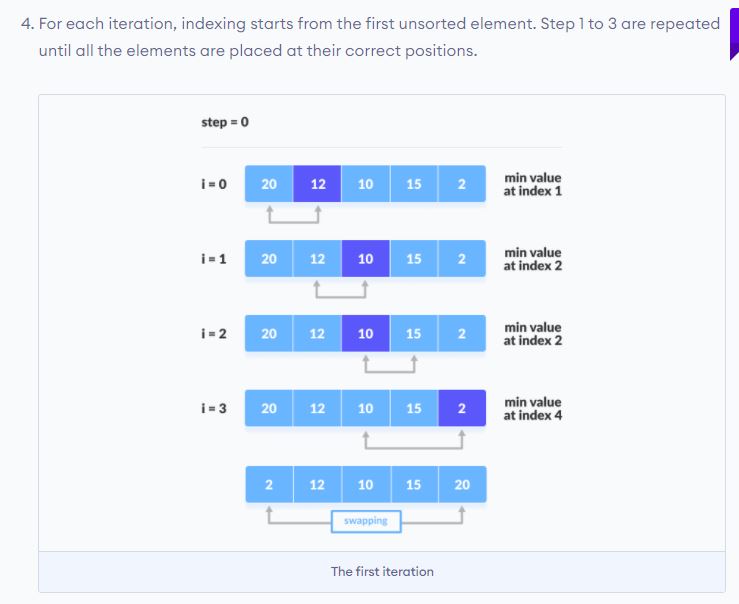 4. For each iteration, indexing starts from the first unsorted element. Step 1 to 3 are repeated
until all the elements are placed at their correct positions.
step = 0
i = 0 20 12 10 15 2 min value
at index 1
i = 1 20 12 10 15 2 min value
at index 2
i = 2 20 12 10 15 2 min value
at index 2
i = 3 20 12 10 15 2 min value
at index 4
2 12 10 15 20
swapping
The first iteration